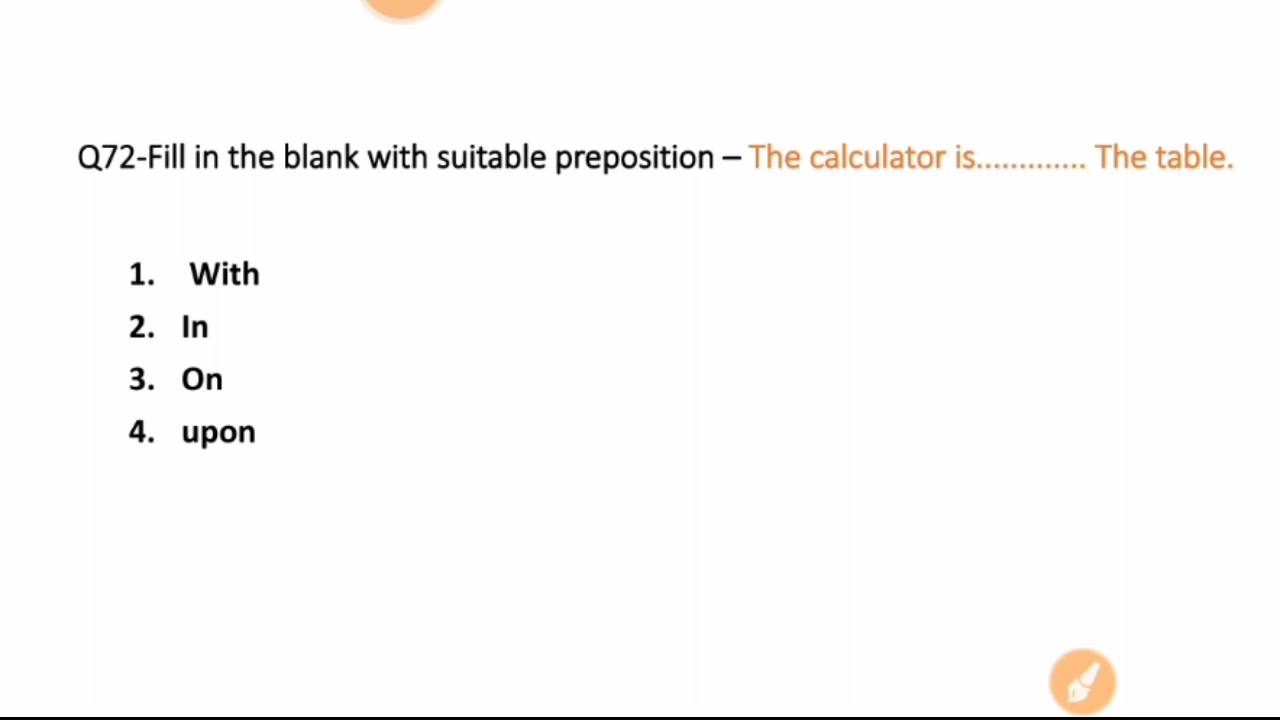 Q72-Fill in the blank with suitable preposition – The calculator is............. The table.
1. With
2. In
3. On
4. upon